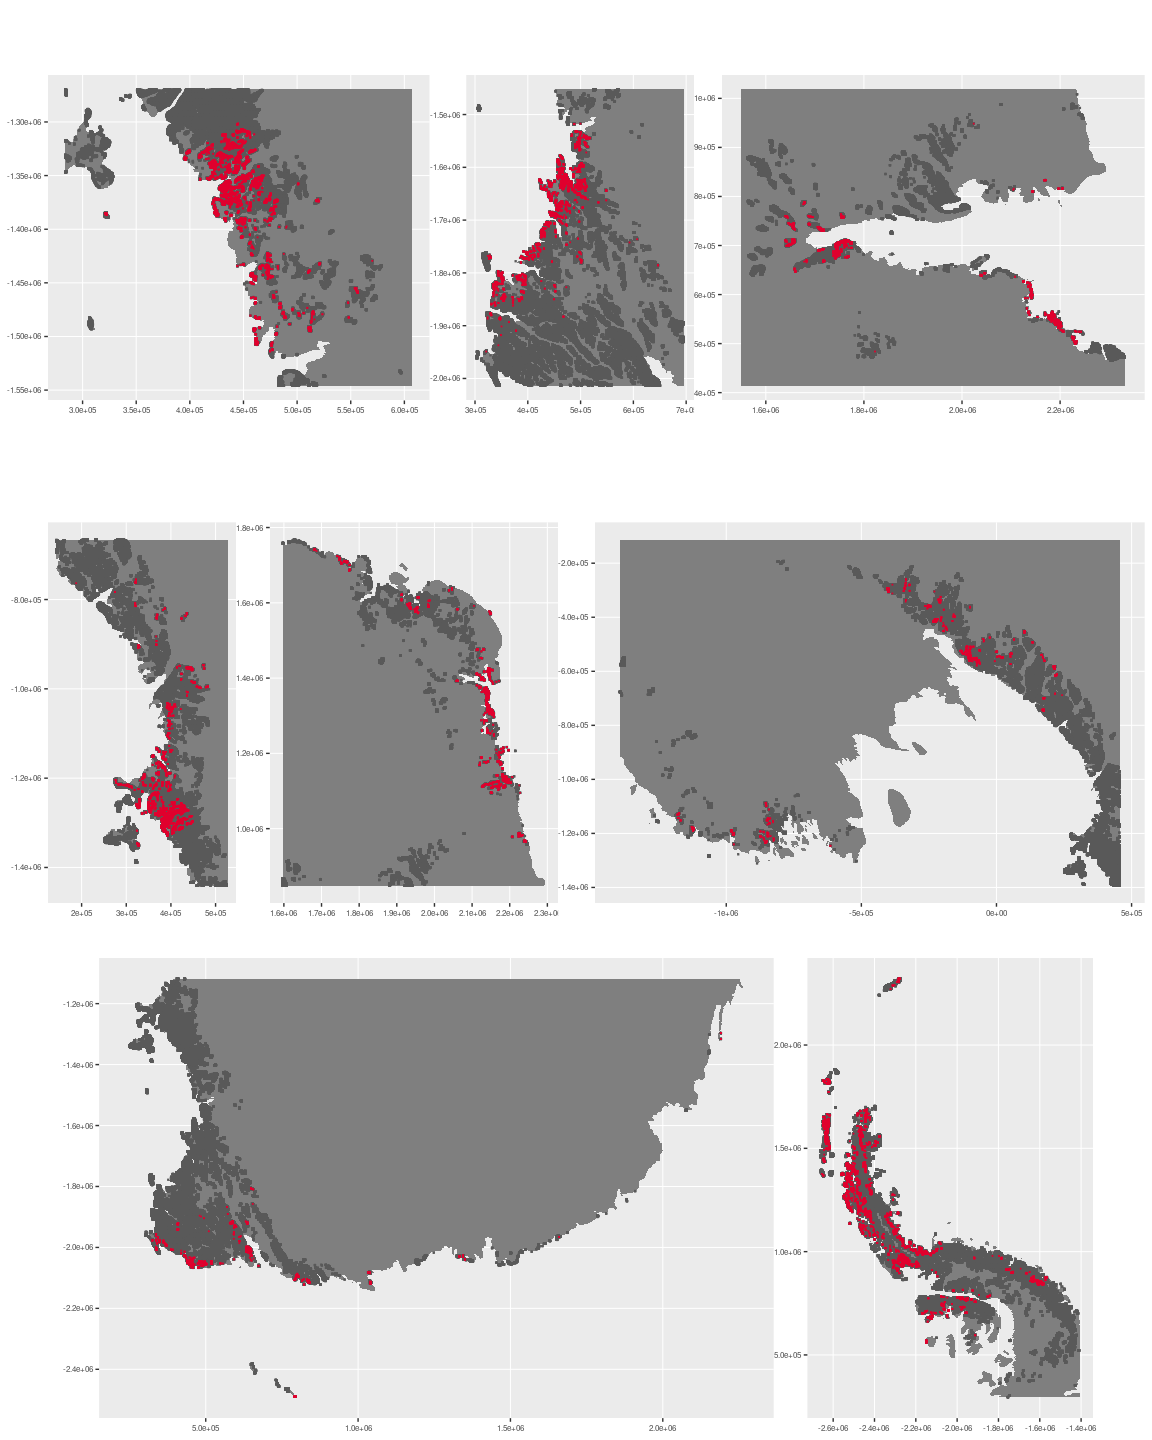 -1.30e+06
-1.35e+06
-1.40e+06
-1.45e+06
-1.50e+06
-1.55e+06
3.0e+05 3.5e+05 4.0e+05 4.5e+05 5.0e+05 5.5e+05 6.0e+05
-1.5e+06
-1.6e+06
-1.7e+06
-1.8e+06
-1.9e+06
-2.0e+06
3e+05 4e+05 5e+05 6e+05 7e+0
1e+06
9e+05
8e+05
7e+05
6e+05
5e+05
4e+05
1.6e+06 1.8e+06 2.0e+06 2.2e+06
-8.0e+05
-1.0e+06
-1.2e+06
-1.4e+06
2e+05 3e+05 4e+05 5e+05
1.8e+06
1.6e+06
1.4e+06
1.2e+06
1.0e+06
1.6e+06 1.7e+06 1.8e+06 1.9e+06 2.0e+06 2.1e+06 2.2e+06 2.3e+0
-2.0e+05
-4.0e+05
-6.0e+05
-8.0e+05
-1.0e+06
-1.2e+06
-1.4e+06
-1e+06 -5e+05 0e+00 5e+05
-1.2e+06
-1.4e+06
-1.6e+06
-1.8e+06
-2.0e+06
-2.2e+06
-2.4e+06
5.0e+05 1.0e+06 1.5e+06 2.0e+06
2.0e+06
1.5e+06
1.0e+06
5.0e+05
-2.6e+06 -2.4e+06 -2.2e+06 -2.0e+06 -1.8e+06 -1.6e+06 -1.4e+06